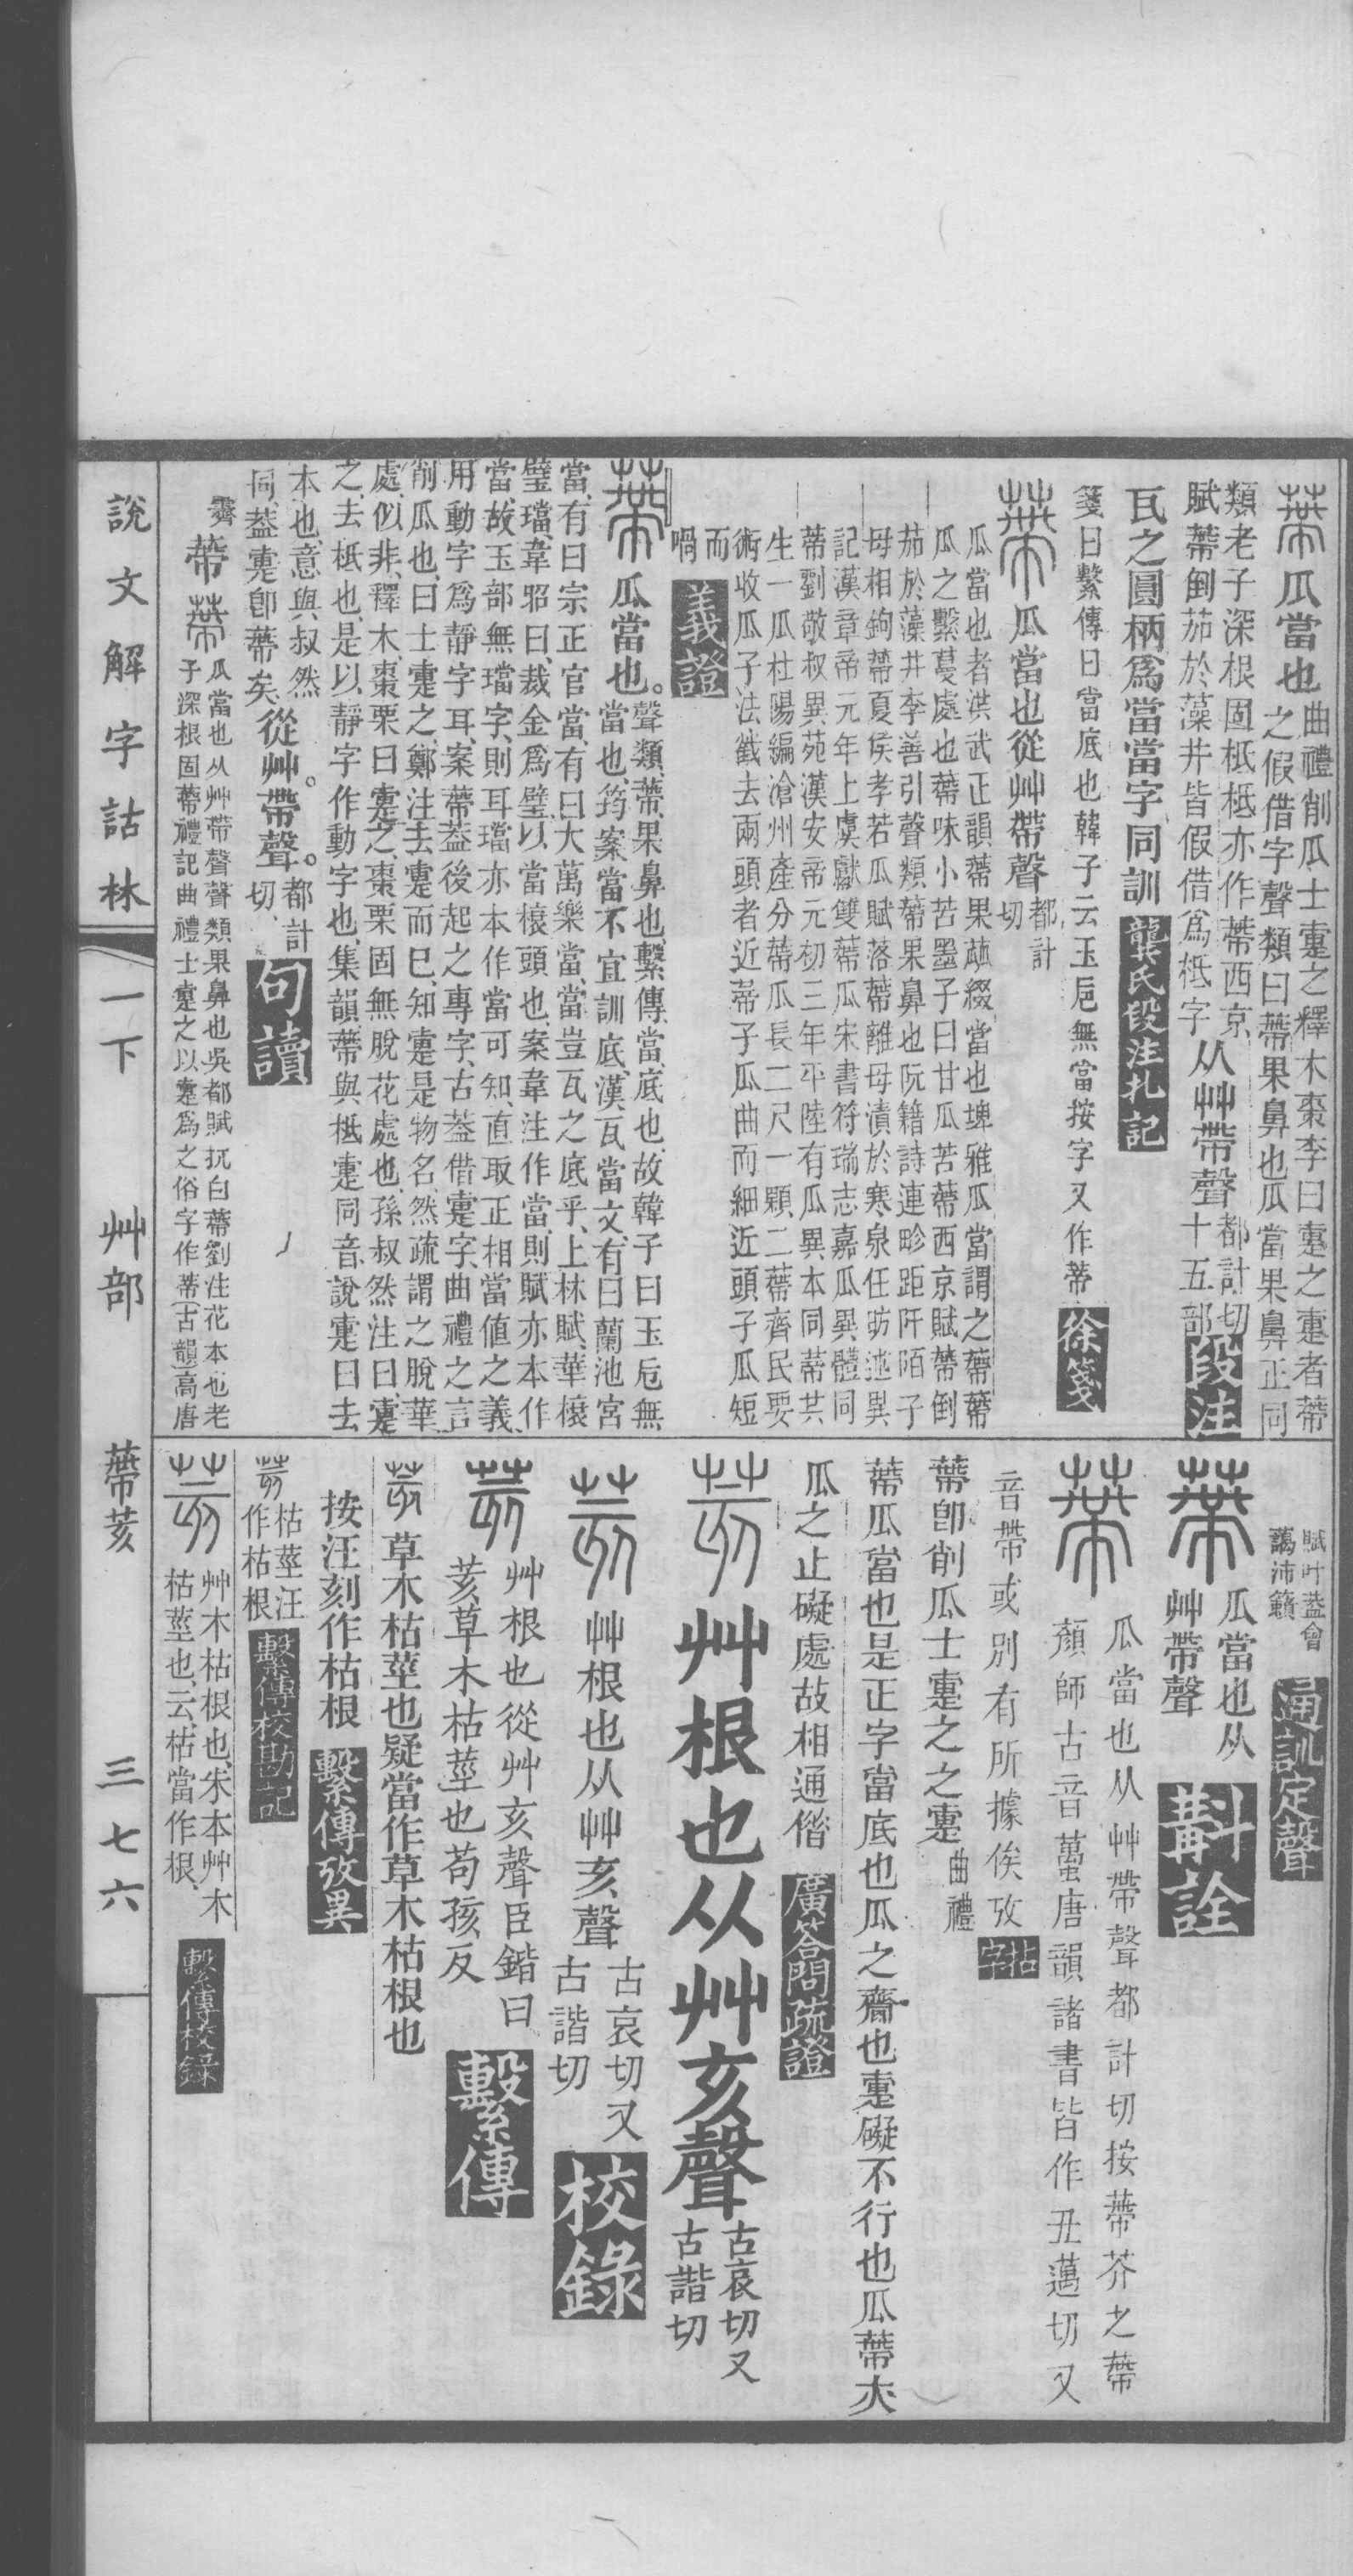 蔕瓜當也曲禮削瓜士疐之釋木棗李曰疐之疐者蔕
之假借字聲類曰蔕果鼻也瓜當果鼻正同
類老子深根固柢柢亦作蔕西京
賦蔕倒茄於藻井皆假借爲柢字从艸帶聲都計切十五部段注
瓦之圓柄爲當當字同訓龔氏段注札記
箋曰繫傳曰當底也韓子云玉巵無當按字又作蒂
蔕瓜當也從艸帶聲都計切徐箋
瓜當也者洪武正韻蔕果蓏綴當也埤雅瓜當謂之蔕蔕
瓜之繫蔓處也蔕味小苦墨子曰甘瓜苦蔕西京賦蔕倒
茄於藻井李善引聲類蔕果鼻也阮籍詩連畛距阡陌子
母相鉤蔕夏侯孝若瓜賦落蔕離母漬於寒泉任昉述異
記漢章帝元年上虞獻雙蔕瓜宋書符瑞志嘉瓜異體同
蔕劉敬叔異苑漢安帝元初三年平陸有瓜異本同蔕共
生一瓜杜陽編滄州產分蔕瓜長二尺一顆二蔕齊民要
術收瓜子法截去兩頭者近蒂子瓜曲而細近頭子瓜短
而
喎義證
蔕瓜當也。聲類、蔕、果鼻也、繫傳、當、底也、故韓子曰玉巵無
當也、筠案當不宜訓底、漢瓦當文、有曰蘭池宮
當、有曰宗正官當、有曰大萬樂當、當豈瓦之底乎、上林賦、華榱
璧璫、韋昭曰、裁金爲璧、以當榱頭也、案韋注作當、則賦亦本作
當、故玉部無璫字、則耳璫亦本作當可知、直取正相當值之義、
用動字爲靜字耳、案蔕蓋後起之專字、古蓋借疐字、曲禮之言
削瓜也、曰士疐之、鄭注去疐而已、知疐是物名、然疏謂之脫華
處、似非、釋木、棗栗曰疐之、棗栗固無脫花處也、孫叔然注曰、疐
之、去柢也、是以靜字作動字也、集韻蔕與柢疐同音、說疐曰去
本也、意與叔然
同、蓋疐卽蔕矣、從艸。帶聲。都計切、句讀
霽 蔕 蔕瓜當也从艸帶聲聲類果鼻也吳都賦抗白蔕劉注花本也老
子深根固蔕禮記曲禮士疐之以疐爲之俗字作蒂古韻高唐
賦叶蓋會
藹沛籟通訓定聲
蔕瓜當也从
艸帶聲斠詮
蔕瓜當也从艸帶聲都計切按蔕芥之蔕
顏師古音蠆唐韻諸書皆作丑邁切又
音帶或別有所據俟攷拈字
蔕卽削瓜士疐之之疐曲禮
蔕瓜當也是正字當底也瓜之齎也疐礙不行也瓜蔕夫
瓜之止礙處故相通偕廣答問疏證
荄艸根也从艸亥聲古哀切又古諧切
荄艸根也从艸亥聲古哀切又古諧切校錄
荄艸根也從艸亥聲臣鍇曰
荄草木枯莖也苟孩反繫傳
荄草木枯莖也疑當作草木枯根也
按汪刻作枯根繫傳攷異
荄枯莖汪
作枯根繫傳校勘記
荄艸木枯根也、宋本艸木
枯莖也、云、枯當作根、繫傳校錄
說文解字詁林 一下 艸部 蔕荄 三七六